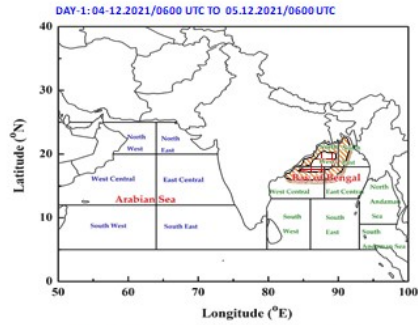 DAY-1: 04-12.2021/0600 UTC TO 05.12.2021/0600 UTC
40
30
20
10
0
Latitude (°N)
North West
North East
West Central
East Central
Arabian Sea
South West
South East
Bay of Bengal
West Central
East Central
South West
South East
North Andaman Sea
South Andaman Sea
50
60
70
80
90
100
Longitude (°E)